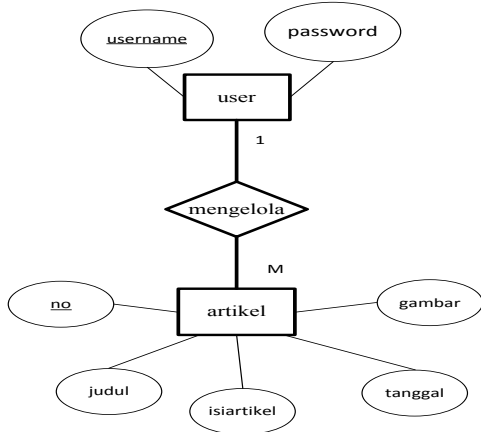 username
password
user
1
mengelola
M
no
artikel
gambar
judul
isiartikel
tanggal